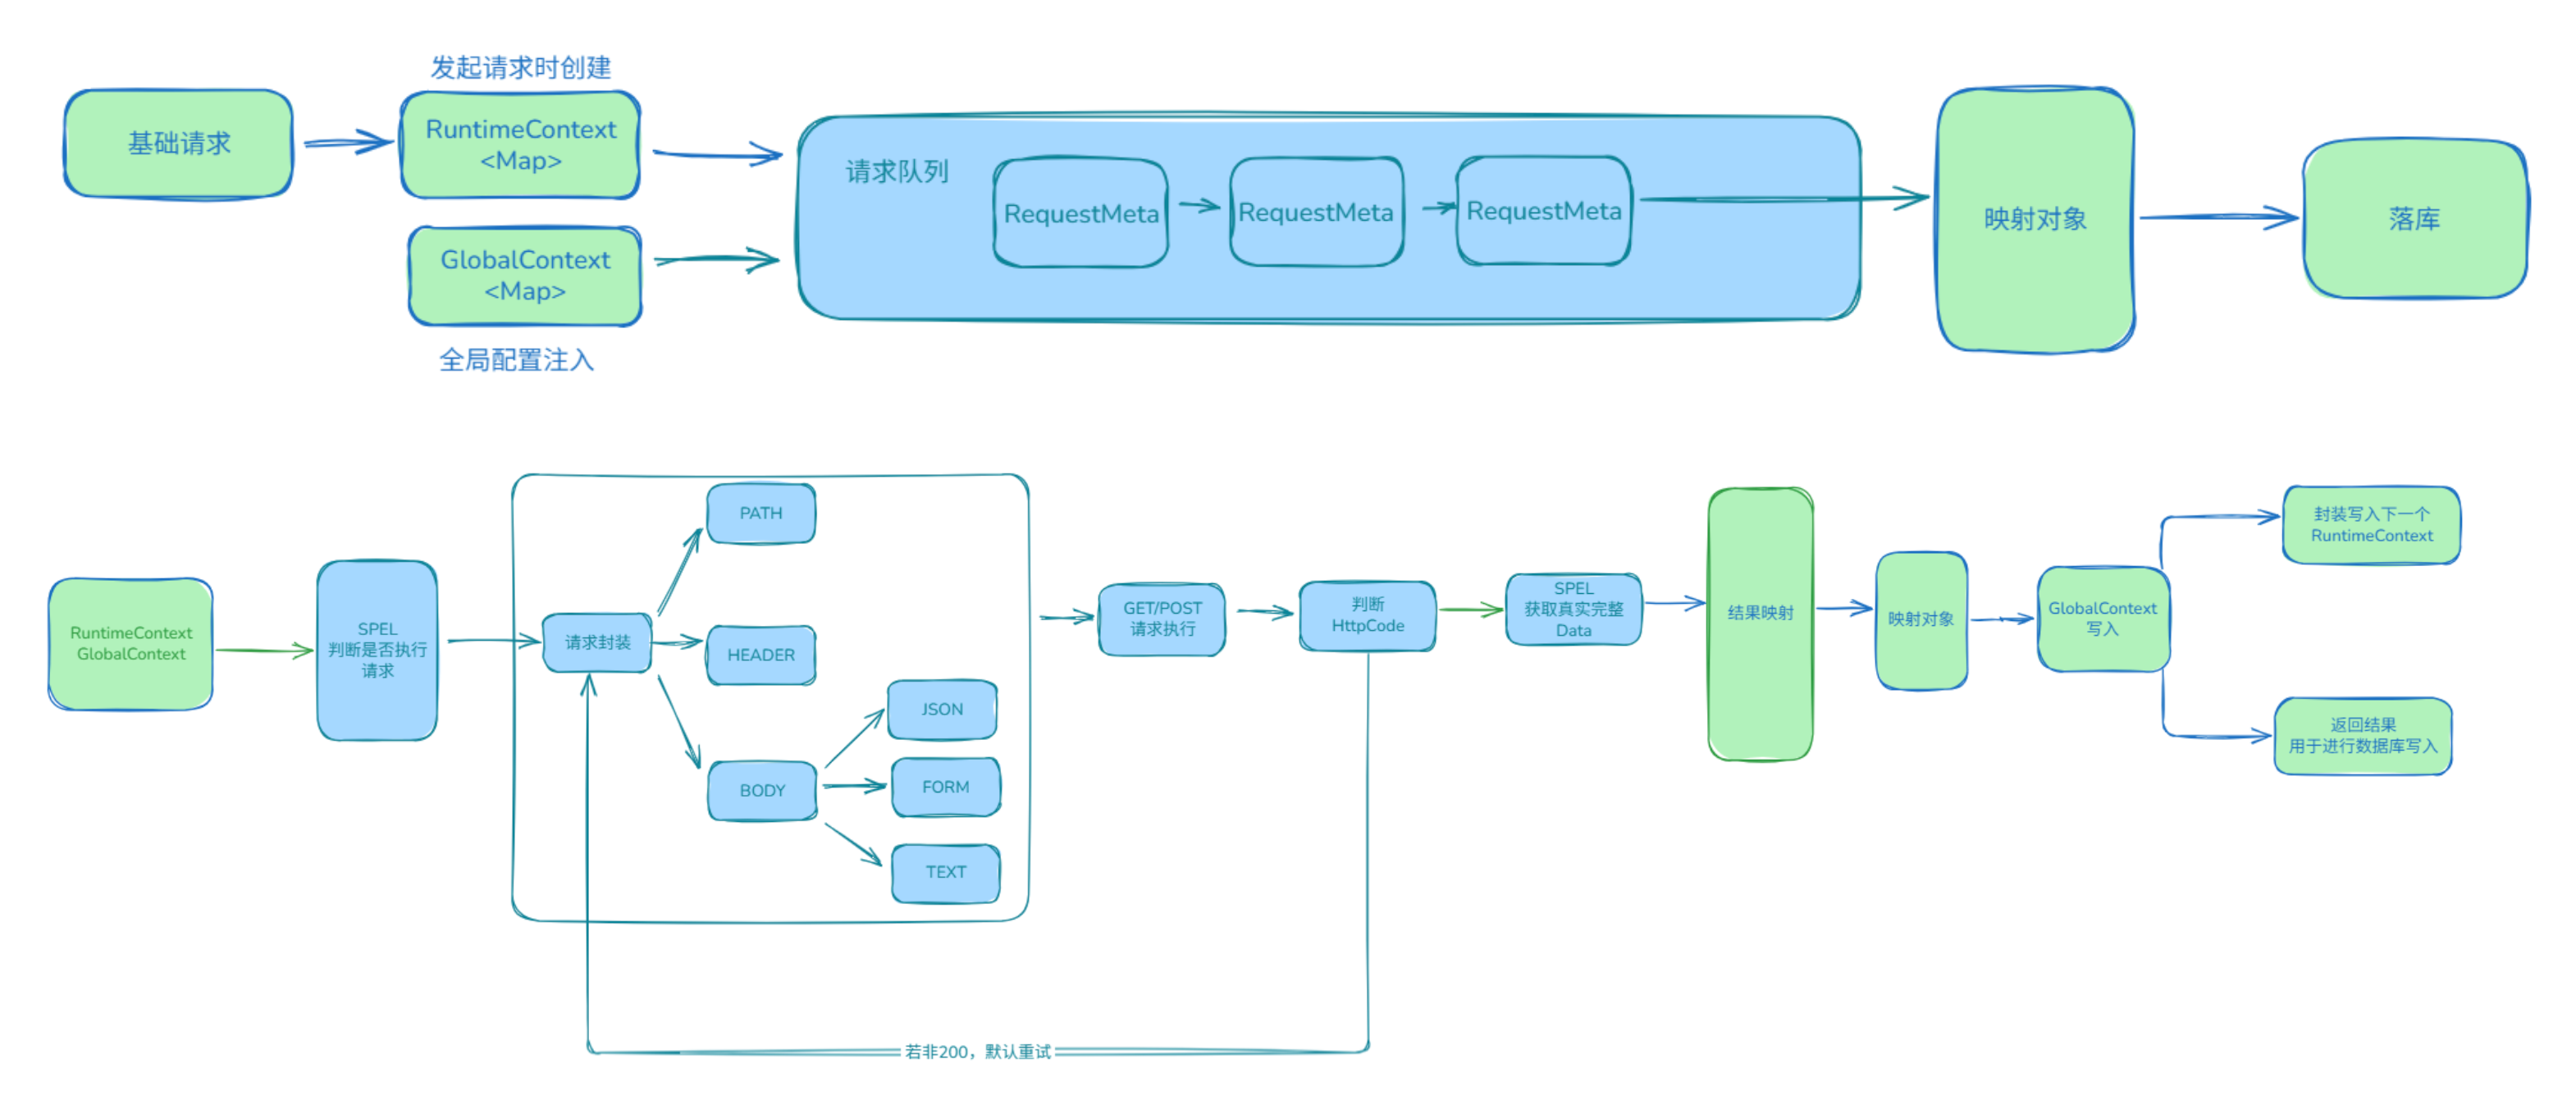 发起请求时创建
基础请求
RuntimeContext
<Map>
GlobalContext
<Map>
全局配置注入
请求队列
RequestMeta
RequestMeta
RequestMeta
映射对象
落库
RuntimeContext
GlobalContext
SPEL
判断是否执行
请求
请求封装
PATH
HEADER
BODY
JSON
FORM
TEXT
GET/POST
请求执行
判断
HttpCode
SPEL
获取真实完整
Data
结果映射
映射对象
GlobalContext
写入
封装写入下一个
RuntimeContext
返回结果
用于进行数据库写入
若非200，默认重试